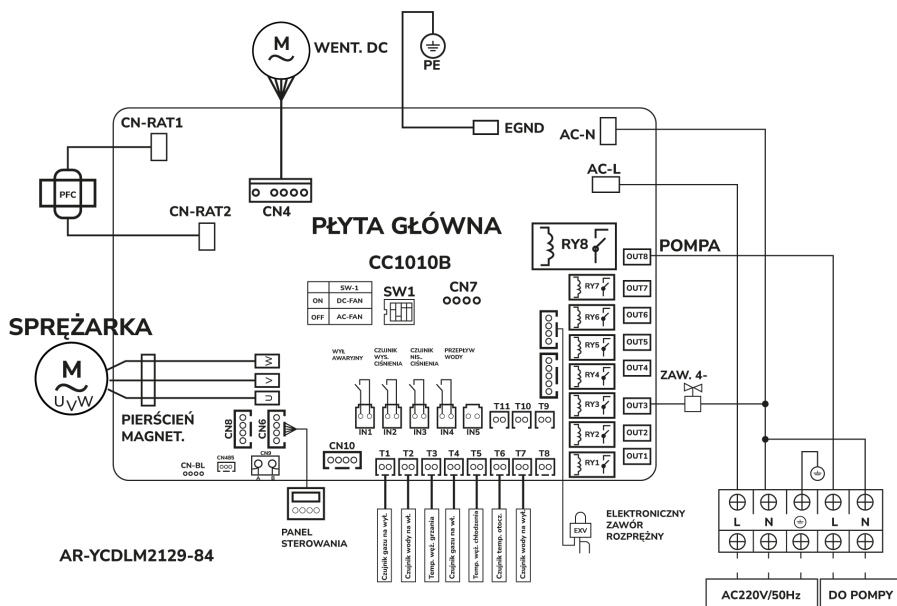 M
WENT. DC
PE
CN-RAT1
EGND
AC-N
AC-L
PFC
CN-RAT2
CN4
PŁYTA GŁÓWNA
CC1010B
RY8
POMPA
OUT8
SW-1
ON DC-FAN
OFF AC-FAN
SW1
CN7
RY7
OUT7
RY6
OUT6
RY5
OUT5
RY4
OUT4
RY3
OUT3
RY2
OUT2
RY1
OUT1
ZAW. 4-
SPRĘŻARKA
M
U V W
W
V
U
PIERŚCIEŃ
MAGNET.
WYŁ
AWARYJNY
CZUJNIK
WYS.
CIŚNIENIA
CZUJNIK
NIS..
CIŚNIENIA
PRZEPŁYW
WODY
IN1
IN2
IN3
IN4
IN5
T11
T10
T9
CN8
CN6
CN-BL
CN485
CN9
A
B
CN10
T1
T2
T3
T4
T5
T6
T7
T8
PANEL
STEROWANIA
Czujnik gazu na wył.
Czujnik wody na wł.
Temp. węż. grzania
Czujnik gazu na wł.
Temp. węż. chłodzenia
Czujnik temp. otocz.
Czujnik wody na wył.
EXV
ELEKTRONICZNY
ZAWÓR
ROZPRĘŻNY
L
N
L
N
AR-YCDLM2129-84
AC220V/50Hz
DO POMPY